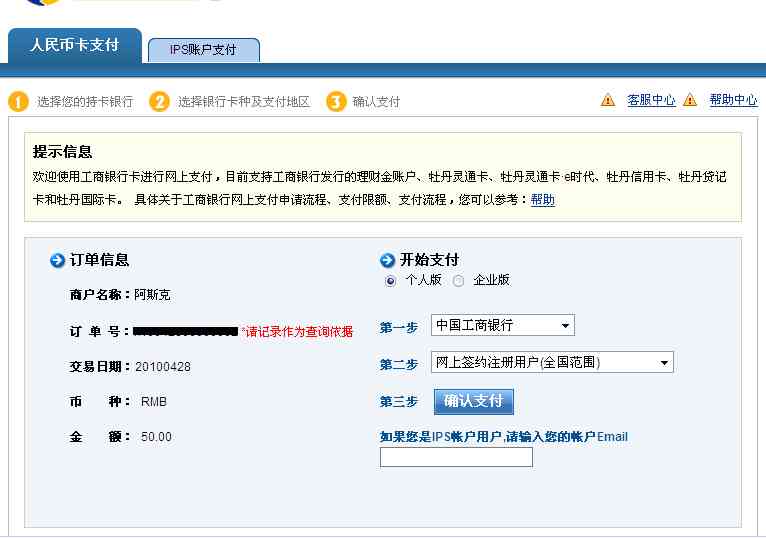 人民币卡支付 IPS账户支付
1 选择您的持卡银行 2 选择银行卡种及支付地区 3 确认支付 客服中心 帮助中心
提示信息
欢迎使用工商银行卡进行网上支付，目前支持工商银行发行的理财金账户、牡丹灵通卡、牡丹灵通卡·e时代、牡丹信用卡、牡丹贷记
卡和牡丹国际卡。 具体关于工商银行网上支付申请流程、支付限额、支付流程，您可以参考：帮助
订单信息
商户名称：阿斯克
订 单 号： *请记录作为查询依据
交易日期：20100428
币 种： RMB
金 额： 50.00
开始支付
个人版 企业版
第一步 中国工商银行
第二步 网上签约注册用户(全国范围)
第三步 确认支付
如果您是IPS帐户用户,请输入您的帐户Email